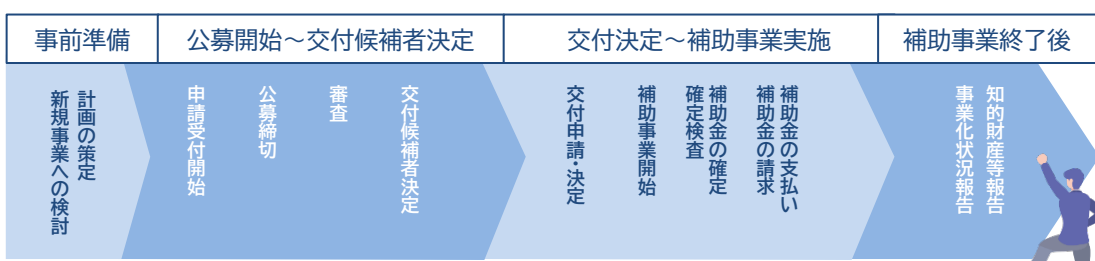 事前準備
公募開始～交付候補者決定
交付決定～補助事業実施
補助事業終了後
計画の策定
新規事業への検討
申請受付開始
公募締切
審査
交付候補者決定
交付申請・決定
補助事業開始
補助金の確定
確定検査
補助金の支払い
補助金の請求
知的財産等報告
事業化状況報告